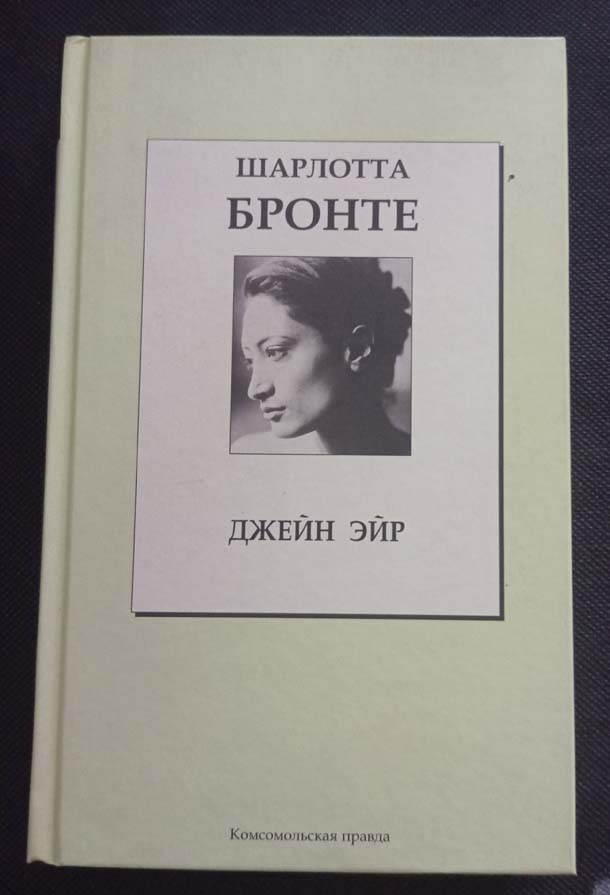 ШАРЛОТТА
БРОНТЕ
ДЖЕЙН ЭЙР
Комсомольская правда